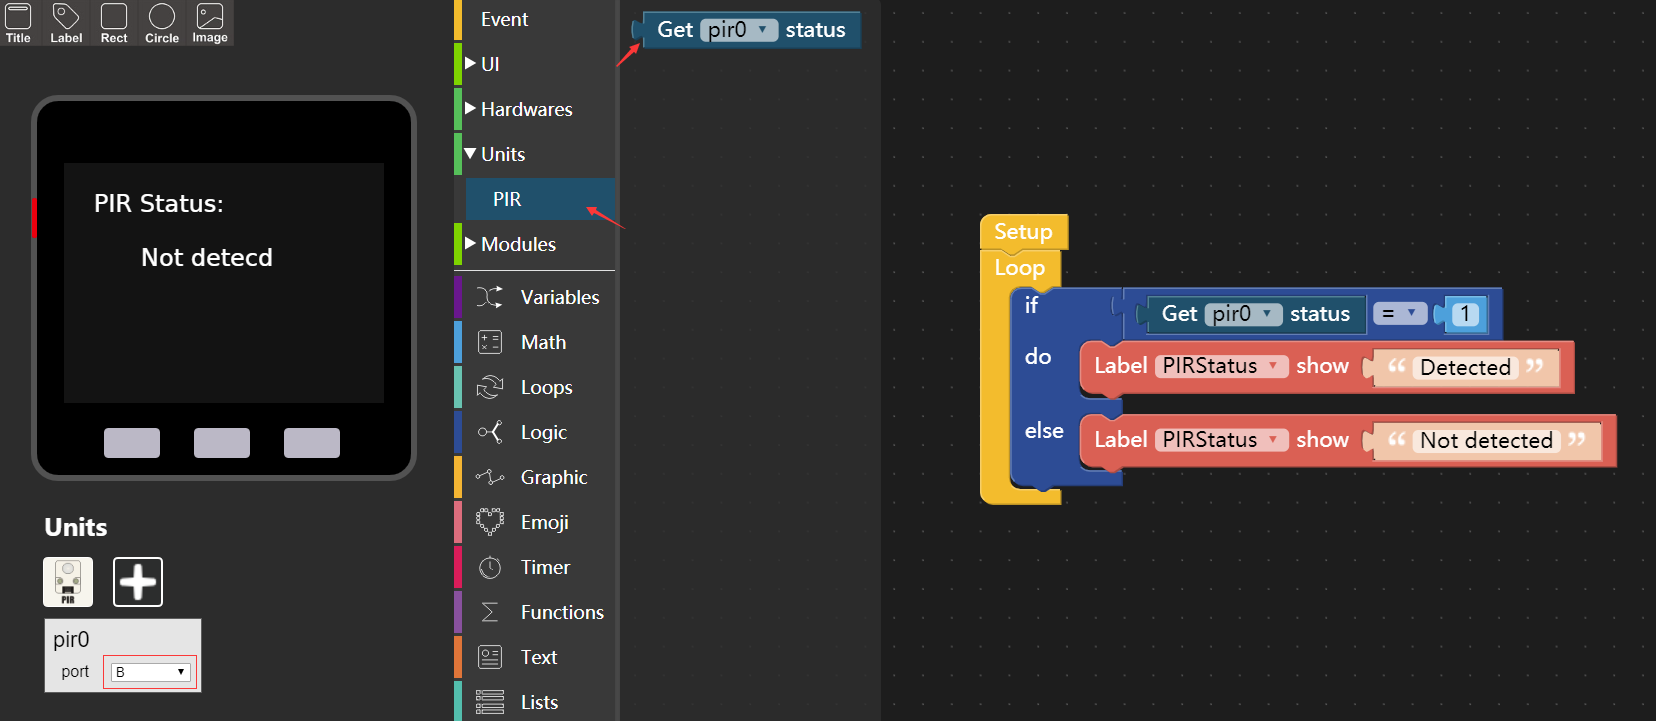 Title Label Rect Circle Image
PIR Status:
Not detecd
Units
PIR
pir0
port B
Event
UI
Hardwares
Units
PIR
Modules
Variables
Math
Loops
Logic
Graphic
Emoji
Timer
Functions
Text
Lists
Get pir0 status
Setup
Loop
if Get pir0 status = 1
do Label PIRStatus show “ Detected ”
else Label PIRStatus show “ Not detected ”